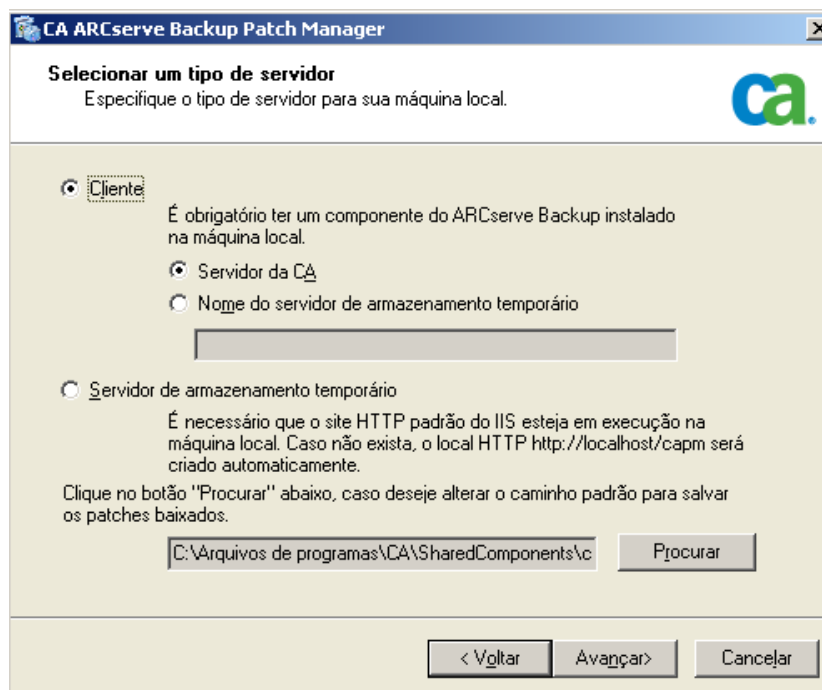 CA ARCserve Backup Patch Manager
Selecionar um tipo de servidor
Especifique o tipo de servidor para sua máquina local.
ca.
Cliente
É obrigatório ter um componente do ARCserve Backup instalado
na máquina local.
Servidor da CA
Nome do servidor de armazenamento temporário
Servidor de armazenamento temporário
É necessário que o site HTTP padrão do IIS esteja em execução na
máquina local. Caso não exista, o local HTTP http://localhost/capm será
criado automaticamente.
Clique no botão "Procurar" abaixo, caso deseje alterar o caminho padrão para salvar
os patches baixados.
C:\Arquivos de programas\CA\SharedComponents\c
Procurar
< Voltar
Avançar>
Cancelar